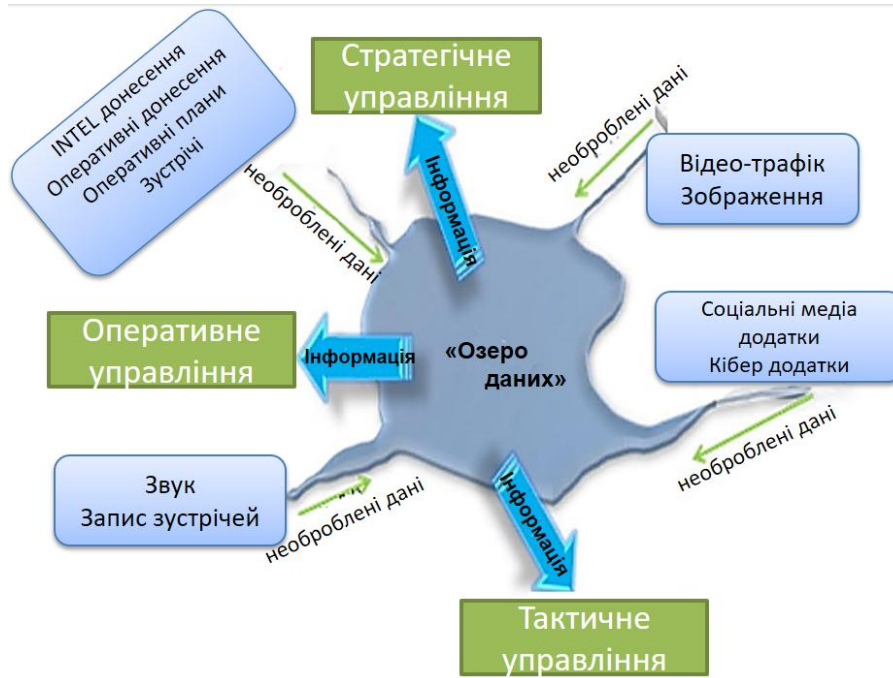 INTEL донесення
Оперативні донесення
Оперативні плани
Зустрічі
Стратегічне
управління
необроблені дані
Інформація
необроблені дані
Відео-трафік
Зображення
Оперативне
управління
Інформація
«Озеро
даних»
Соціальні медіа
додатки
Кібер додатки
необроблені дані
Звук
Запис зустрічей
необроблені дані
Інформація
Тактичне
управління